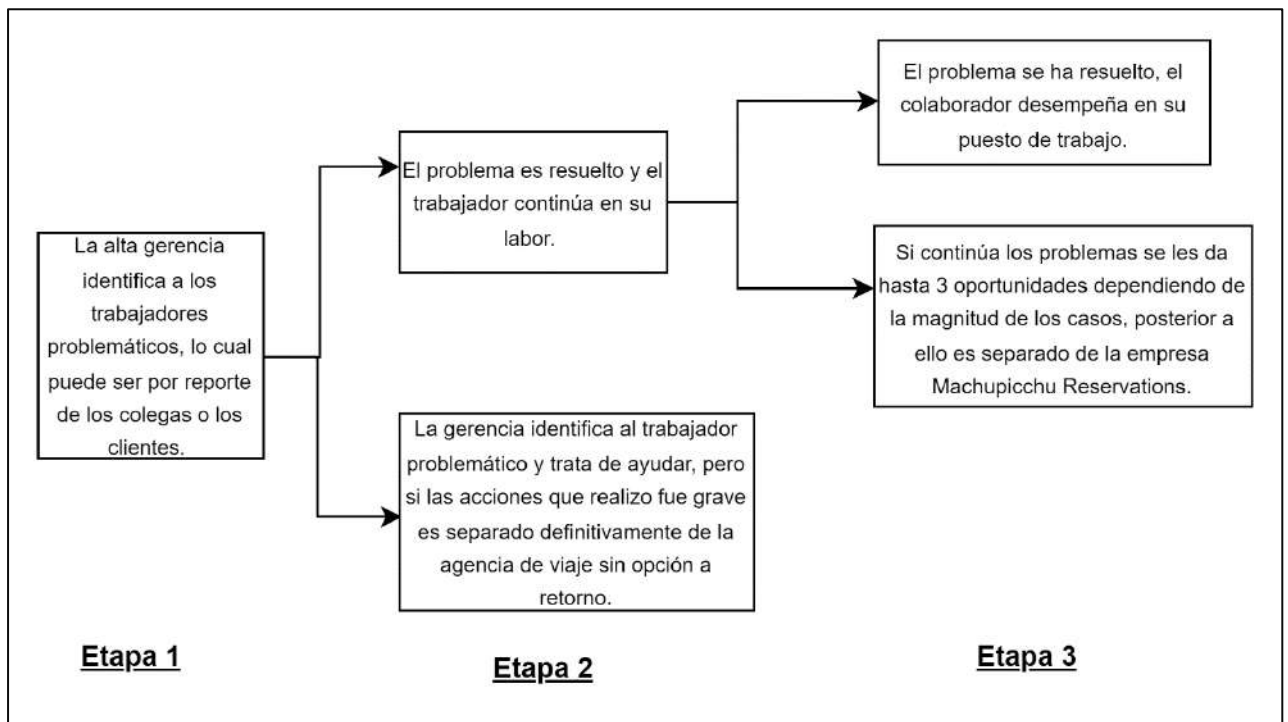 La alta gerencia
identifica a los
trabajadores
problemáticos, lo cual
puede ser por reporte
de los colegas o los
clientes.
Etapa 1
El problema es resuelto y el
trabajador continúa en su
labor.
La gerencia identifica al trabajador
problemático y trata de ayudar, pero
si las acciones que realizo fue grave
es separado definitivamente de la
agencia de viaje sin opción a
retorno.
Etapa 2
El problema se ha resuelto, el
colaborador desempeña en su
puesto de trabajo.
Si continúa los problemas se les da
hasta 3 oportunidades dependiendo de
la magnitud de los casos, posterior a
ello es separado de la empresa
Machupicchu Reservations.
Etapa 3